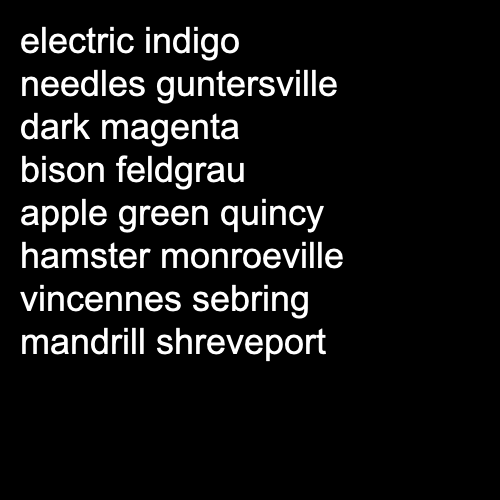 electric indigo
needles guntersville
dark magenta
bison feldgrau
apple green quincy
hamster monroeville
vincennes sebring
mandrill shreveport